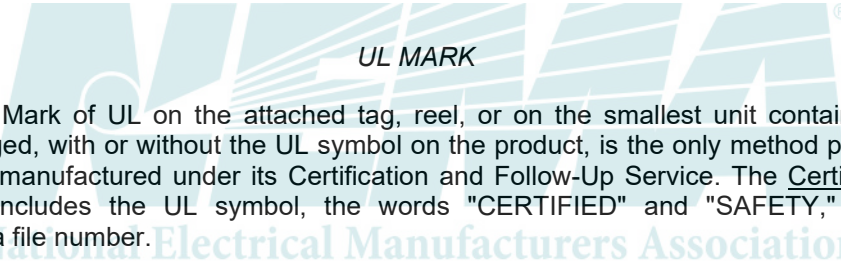 UL MARK
Mark of UL on the attached tag, reel, or on the smallest unit contai
ged, with or without the UL symbol on the product, is the only method p
manufactured under its Certification and Follow-Up Service. The Certi
ncludes the UL symbol, the words "CERTIFIED" and "SAFETY,"
a file number.
National Electrical Manufacturers Association